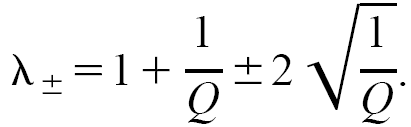 λ± = 1 + 1/Q ± 2 √(1/Q).